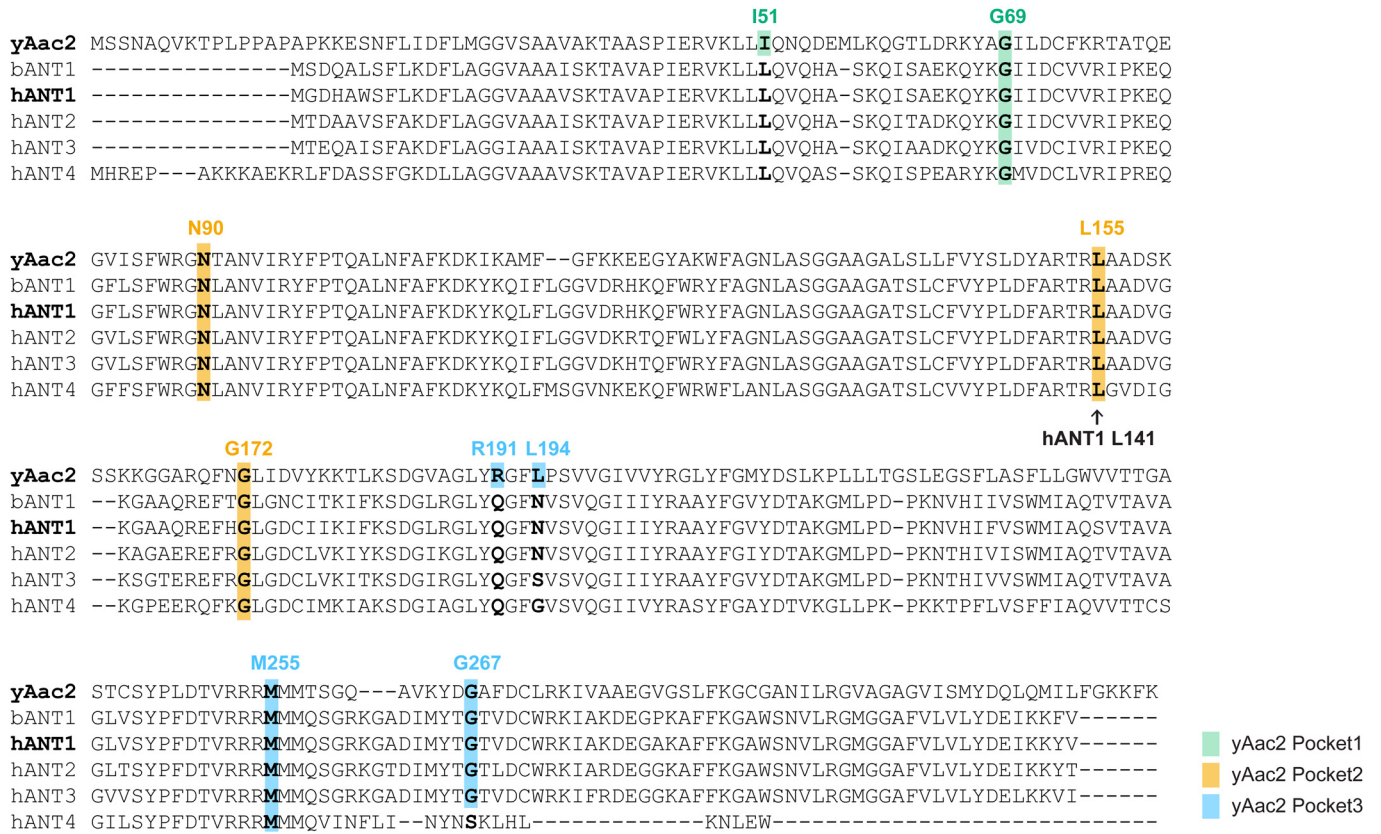 I51 G69
yAac2 MSSNAQVKTPLPPAPAPKKESNFLIDFLMGGVSAAVAKTAASPIERVKLLIQNQDEMLKQGTLDRKYAGILDCFKRTATQE
bANT1 ---------------MSDQALSFLKDFLAGGVAAAISKTAVAPIERVKLLLQVQHA-SKQISAEKQYKGIIDCVVRIPKEQ
hANT1 ---------------MGDHAWSFLKDFLAGGVAAAISKTAVAPIERVKLLLQVQHA-SKQISAEKQYKGIIDCVVRIPKEQ
hANT2 ---------------MTDAAVSFAKDFLAGGVAAAISKTAVAPIERVKLLLQVQHA-SKQITADKQYKGIIDCVVRIPKEQ
hANT3 ---------------MTEQAISFAKDFLAGGIAAAISKTAVAPIERVKLLLQVQHA-SKQIAADKQYKGIVDCIVRIPKEQ
hANT4 MHREP---AKKKAEKRLFDASSFGKDLLAGGVAAAVSKTAVAPIERVKLLLQVQAS-SKQISPEARYKGMVDCLVRIPREQ
N90 L155
yAac2 GVISFWRGNTANVIRYFPTQALNFAFKDKIKAMF--GFKKEEGYAKWFAGNLASGGAAGALSLLFVYSLDYARTRLAADSK
bANT1 GFLSFWRGNLANVIRYFPTQALNFAFKDKYKQIFLGGVDRHKQFWRYFAGNLASGGAAGATSLCFVYPLDFARTRLAADVG
hANT1 GFLSFWRGNLANVIRYFPTQALNFAFKDKYKQLFLGGVDRHKQFWRYFAGNLASGGAAGATSLCFVYPLDFARTRLAADVG
hANT2 GVLSFWRGNLANVIRYFPTQALNFAFKDKYKQIFLGGVDKRTQFWLYFAGNLASGGAAGATSLCFVYPLDFARTRLAADVG
hANT3 GVLSFWRGNLANVIRYFPTQALNFAFKDKYKQIFLGGVDKHTQFWRYFAGNLASGGAAGATSLCFVYPLDFARTRLAADVG
hANT4 GFFSFWRGNLANVIRYFPTQALNFAFKDKYKQLFMSGVNKEKQFWRWFLANLASGGAAGATSLCVVYPLDFARTRLGVDIG
↑
hANT1 L141
G172 R191 L194
yAac2 SSKKGGARQFNGLIDVYKKTLKSDGVAGLYRGFLPSVVGIVVYRGLYFGMYDSLKPLLLTGSLEGSFLASFLLGWVVTTGA
bANT1 --KGAAQREFTGLGNCITKIFKSDGLRGLYQGFNVSVQGIIIYRAAYFGVYDTAKGMLPD-PKNVHIIVSWMIAQTVTAVA
hANT1 --KGAAQREFHGLGDCIIKIFKSDGLRGLYQGFNVSVQGIIIYRAAYFGVYDTAKGMLPD-PKNVHIFVSWMIAQSVTAVA
hANT2 --KAGAEREFRGLGDCLVKIYKSDGIKGLYQGFNVSVQGIIIYRAAYFGIYDTAKGMLPD-PKNTHIVISWMIAQTVTAVA
hANT3 --KSGTEREFRGLGDCLVKITKSDGIRGLYQGFSVSVQGIIIYRAAYFGVYDTAKGMLPD-PKNTHIVVSWMIAQTVTAVA
hANT4 --KGPEERQFKGLGDCIMKIAKSDGIAGLYQGFGVSVQGIIVYRASYFGAYDTVKGLLPK-PKKTPFLVSFFIAQVVTTCS
M255 G267
yAac2 STCSYPLDTVRRRMMMTSGQ---AVKYDGAFDCLRKIVAAEGVGSLFKGCGANILRGVAGAGVISMYDQLQMILFGKKFK
bANT1 GLVSYPFDTVRRRMMMQSGRKGADIMYTGTVDCWRKIAKDEGPKAFFKGAWSNVLRGMGGAFVLVLYDEIKKFV------
hANT1 GLVSYPFDTVRRRMMMQSGRKGADIMYTGTVDCWRKIAKDEGAKAFFKGAWSNVLRGMGGAFVLVLYDEIKKYV------
hANT2 GLTSYPFDTVRRRMMMQSGRKGTDIMYTGTLDCWRKIARDEGGKAFFKGAWSNVLRGMGGAFVLVLYDEIKKYT------
hANT3 GVVSYPFDTVRRRMMMQSGRKGADIMYTGTVDCWRKIFRDEGGKAFFKGAWSNVLRGMGGAFVLVLYDELKKVI------
hANT4 GILSYPFDTVRRRMMMQVINFLI--NYNSKLHL-------------KNLEW-----------------------------
yAac2 Pocket1
yAac2 Pocket2
yAac2 Pocket3